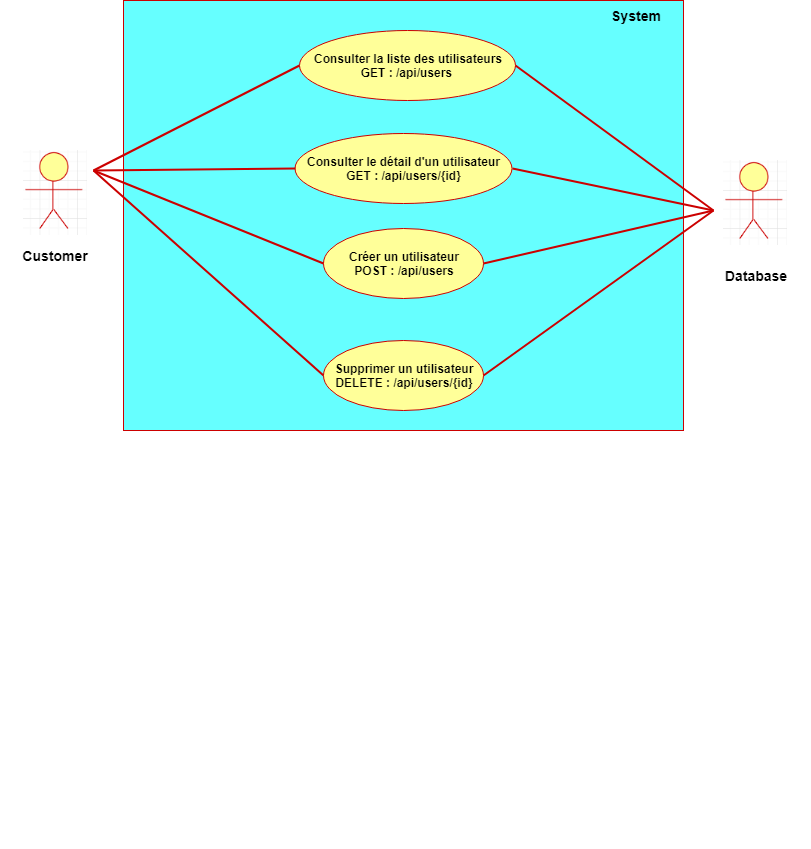 System
Consulter la liste des utilisateurs
GET : /api/users
Consulter le détail d'un utilisateur
GET : /api/users/{id}
Customer
Créer un utilisateur
POST : /api/users
Database
Supprimer un utilisateur
DELETE : /api/users/{id}